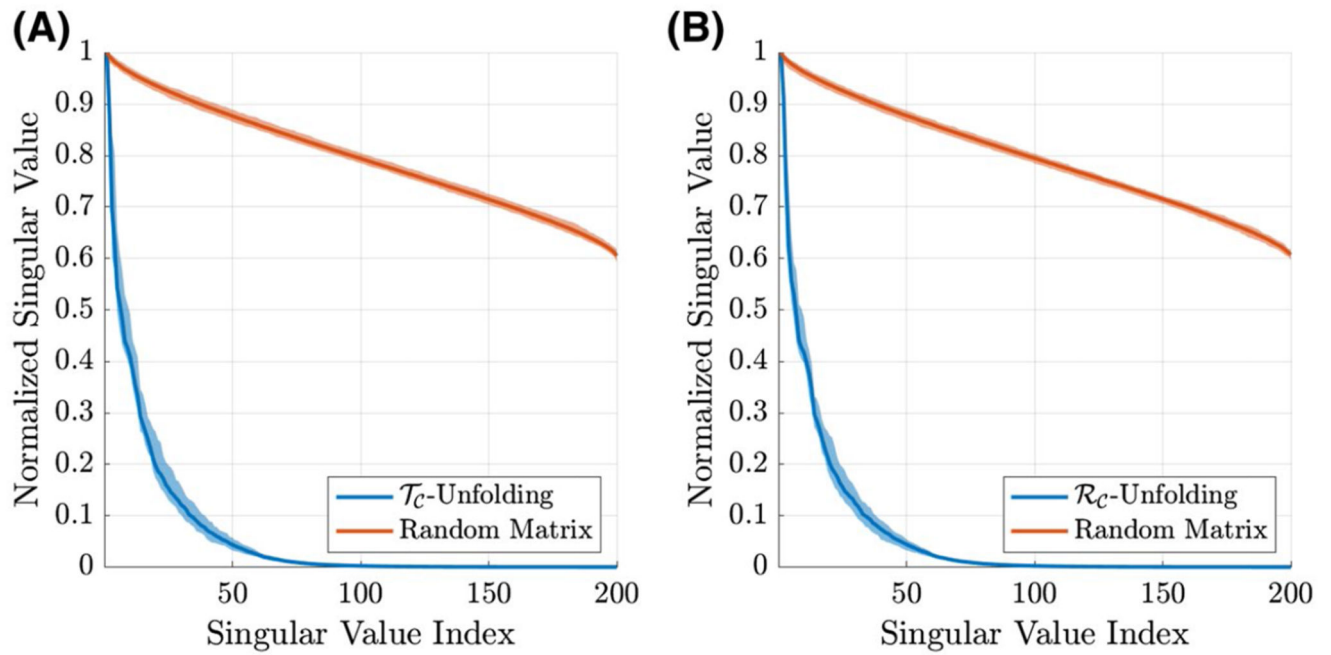 (A)
1
0.9
0.8
0.7
0.6
0.5
0.4
0.3
0.2
0.1
0
50 100 150 200
Normalized Singular Value
Singular Value Index
𝒯𝒞-Unfolding
Random Matrix
(B)
1
0.9
0.8
0.7
0.6
0.5
0.4
0.3
0.2
0.1
0
50 100 150 200
Normalized Singular Value
Singular Value Index
ℛ𝒞-Unfolding
Random Matrix